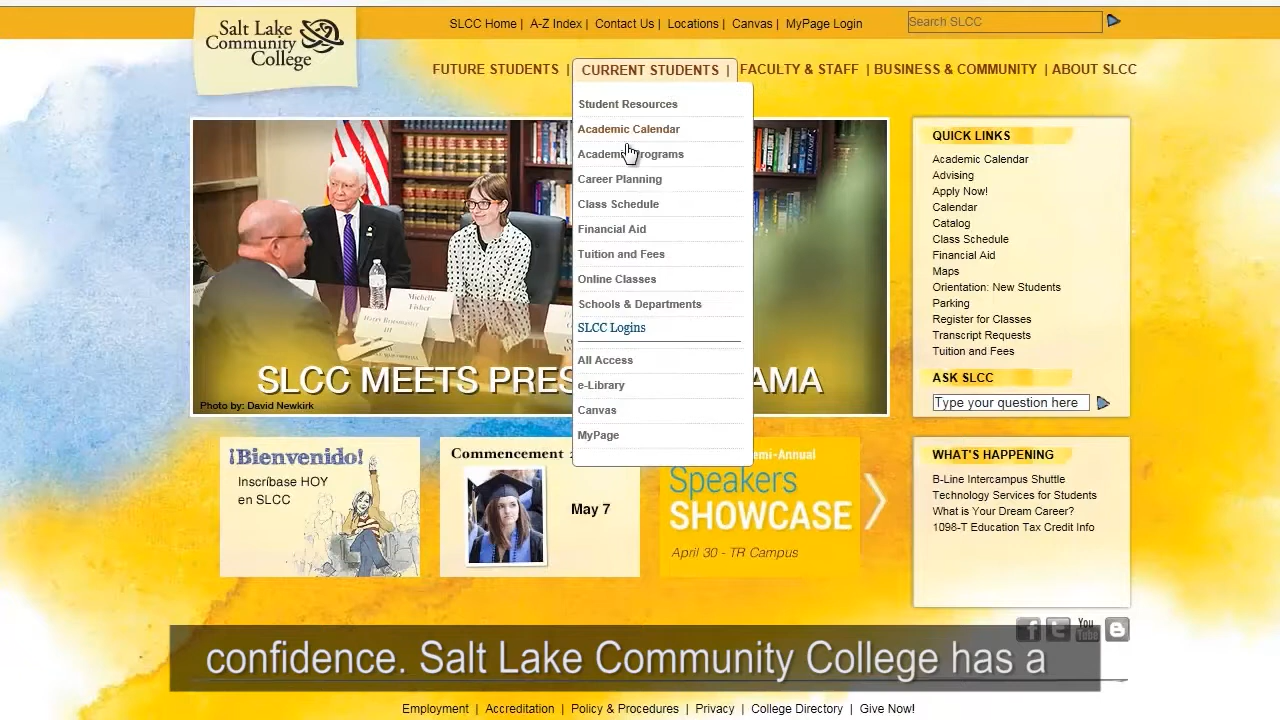 Salt Lake
Community
College
SLCC Home | A-Z Index | Contact Us | Locations | Canvas | MyPage Login
Search SLCC
FUTURE STUDENTS | CURRENT STUDENTS | FACULTY & STAFF | BUSINESS & COMMUNITY | ABOUT SLCC
Student Resources
Academic Calendar
Academic Programs
Career Planning
Class Schedule
Financial Aid
Tuition and Fees
Online Classes
Schools & Departments
SLCC Logins
All Access
e-Library
Canvas
MyPage
Michelle
Fisher
SLCC MEETS PRES AMA
Photo by: David Newkirk
QUICK LINKS
Academic Calendar
Advising
Apply Now!
Calendar
Catalog
Class Schedule
Financial Aid
Maps
Orientation: New Students
Parking
Register for Classes
Transcript Requests
Tuition and Fees
ASK SLCC
Type your question here
¡Bienvenido!
Inscríbase HOY
en SLCC
Commencement
May 7
emi-Annual
Speakers
SHOWCASE
April 30 - TR Campus
WHAT'S HAPPENING
B-Line Intercampus Shuttle
Technology Services for Students
What is Your Dream Career?
1098-T Education Tax Credit Info
You
Tube
confidence. Salt Lake Community College has a
Employment | Accreditation | Policy & Procedures | Privacy | College Directory | Give Now!